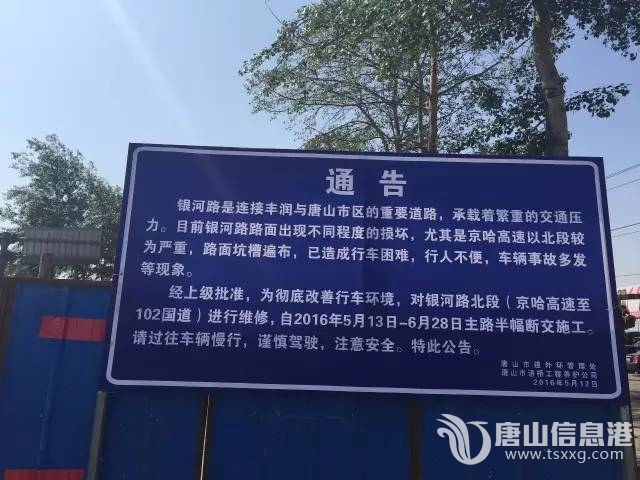 通告
银河路是连接丰润与唐山市区的重要道路，承载着繁重的交通压
力。目前银河路路面出现不同程度的损坏，尤其是京哈高速以北段较
为严重，路面坑槽遍布，已造成行车困难，行人不便，车辆事故多发
等现象。
经上级批准，为彻底改善行车环境，对银河路北段（京哈高速至
102国道）进行维修，自2016年5月13日-6月28日主路半幅断交施工。
请过往车辆慢行，谨慎驾驶，注意安全。特此公告。
唐山市建外环管理处
唐山市道桥工程养护公司
2016年5月12日
唐山信息港
www.tsxxg.com